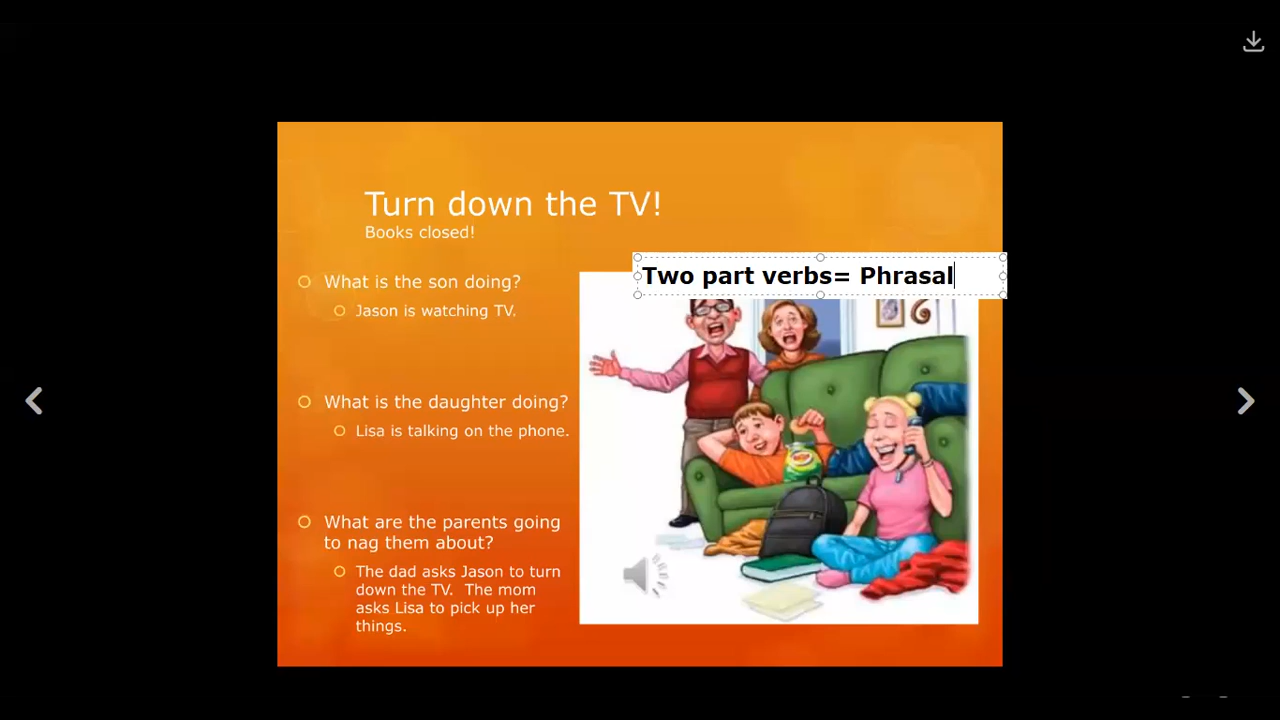 Turn down the TV!
Books closed!
Two part verbs= Phrasal
What is the son doing?
Jason is watching TV.
What is the daughter doing?
Lisa is talking on the phone.
What are the parents going
to nag them about?
The dad asks Jason to turn
down the TV. The mom
asks Lisa to pick up her
things.